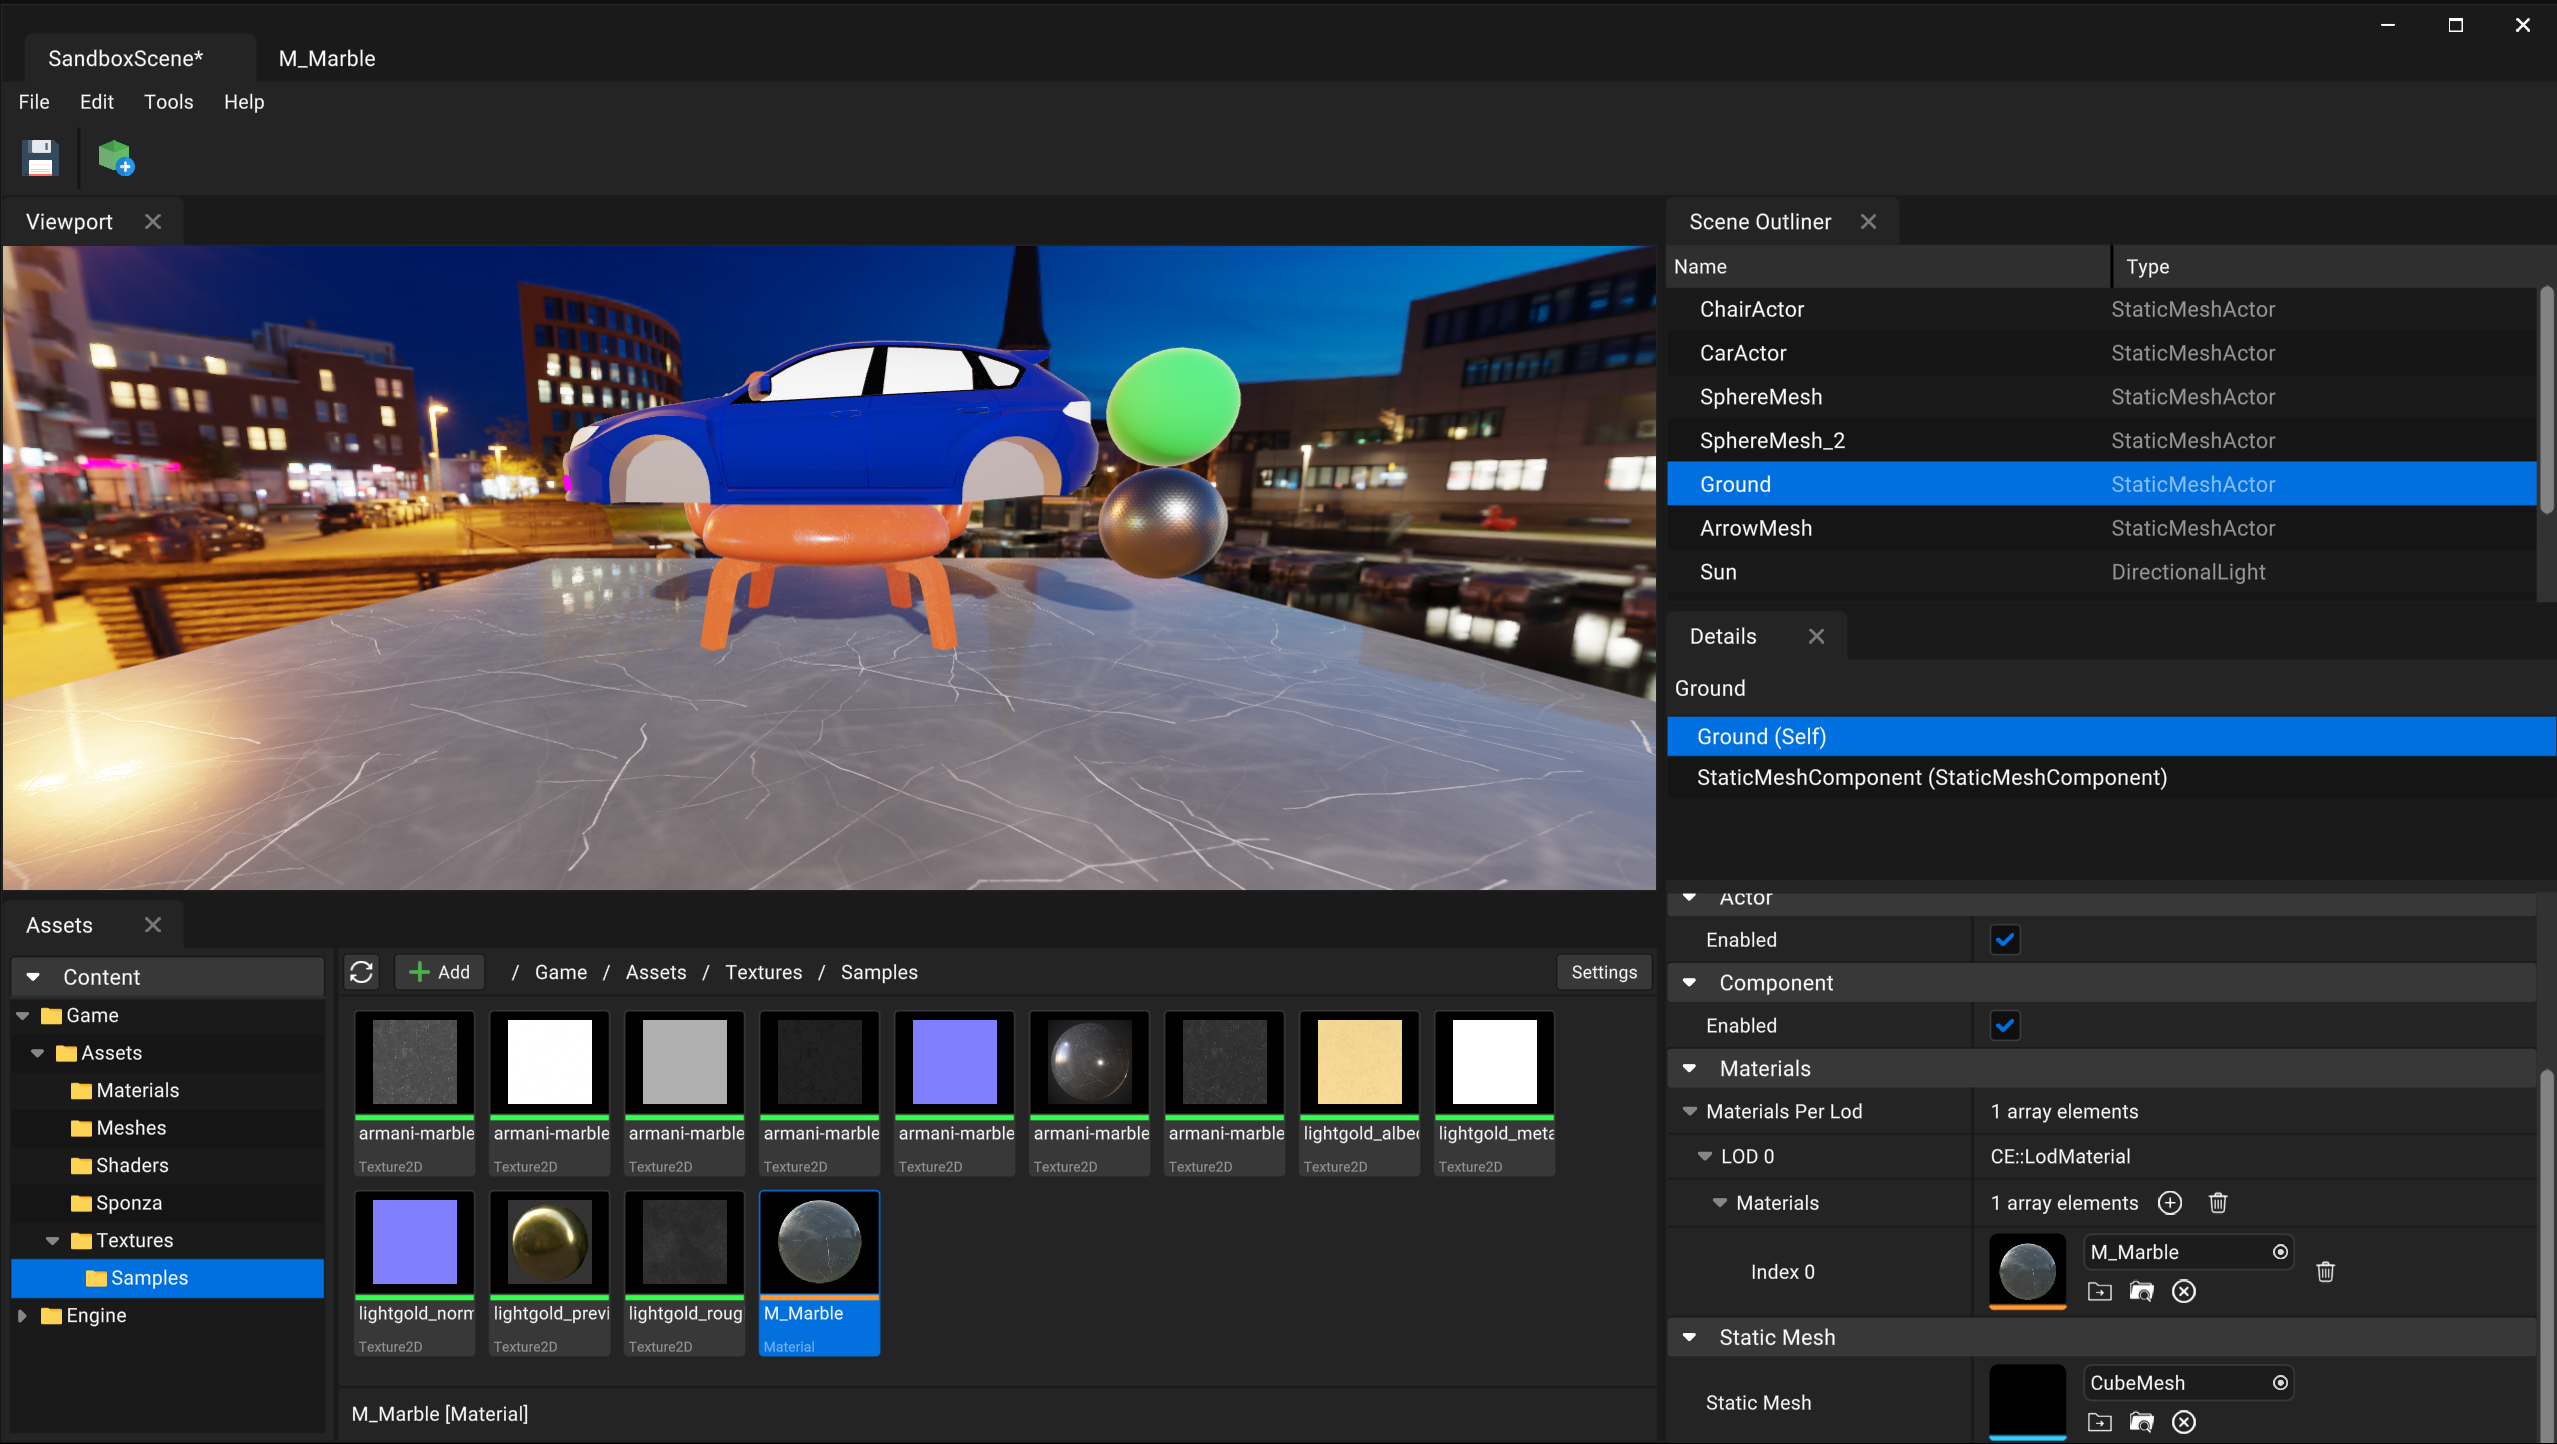 SandboxScene*
M_Marble
File Edit Tools Help
Viewport
Scene Outliner
Name Type
ChairActor StaticMeshActor
CarActor StaticMeshActor
SphereMesh StaticMeshActor
SphereMesh_2 StaticMeshActor
Ground StaticMeshActor
ArrowMesh StaticMeshActor
Sun DirectionalLight
Details
Ground
Ground (Self)
StaticMeshComponent (StaticMeshComponent)
Actor
Enabled
Component
Enabled
Materials
Materials Per Lod 1 array elements
LOD 0 CE::LodMaterial
Materials 1 array elements
Index 0 M_Marble
Static Mesh
Static Mesh CubeMesh
Assets
Content
Game
Assets
Materials
Meshes
Shaders
Sponza
Textures
Samples
Engine
Add / Game / Assets / Textures / Samples Settings
armani-marble armani-marble armani-marble armani-marble armani-marble armani-marble armani-marble lightgold_albe lightgold_meta
Texture2D Texture2D Texture2D Texture2D Texture2D Texture2D Texture2D Texture2D Texture2D
lightgold_norm lightgold_previ lightgold_roug M_Marble
Texture2D Texture2D Texture2D Material
M_Marble [Material]